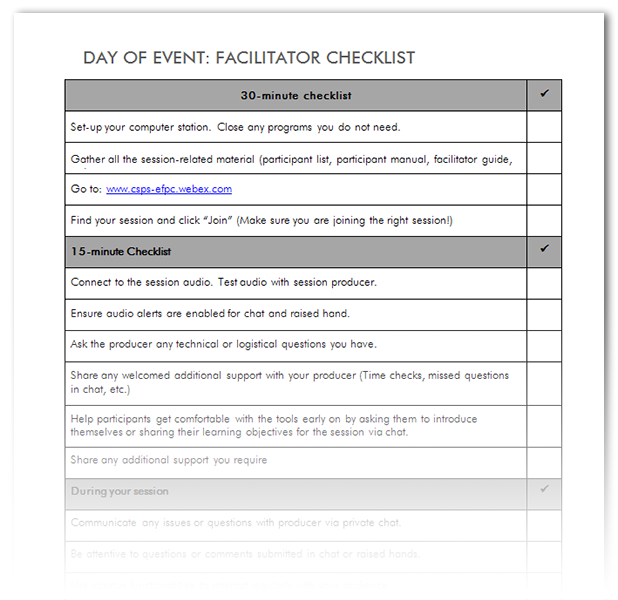 DAY OF EVENT: FACILITATOR CHECKLIST
30-minute checklist ✓
Set-up your computer station. Close any programs you do not need.
Gather all the session-related material (participant list, participant manual, facilitator guide,
Go to: www.csps-efpc.webex.com
Find your session and click “Join” (Make sure you are joining the right session!)
15-minute Checklist ✓
Connect to the session audio. Test audio with session producer.
Ensure audio alerts are enabled for chat and raised hand.
Ask the producer any technical or logistical questions you have.
Share any welcomed additional support with your producer (Time checks, missed questions
in chat, etc.)
Help participants get comfortable with the tools early on by asking them to introduce
themselves or sharing their learning objectives for the session via chat.
Share any additional support you require
During your session ✓
Communicate any issues or questions with producer via private chat.
Be attentive to questions or comments submitted in chat or raised hands.